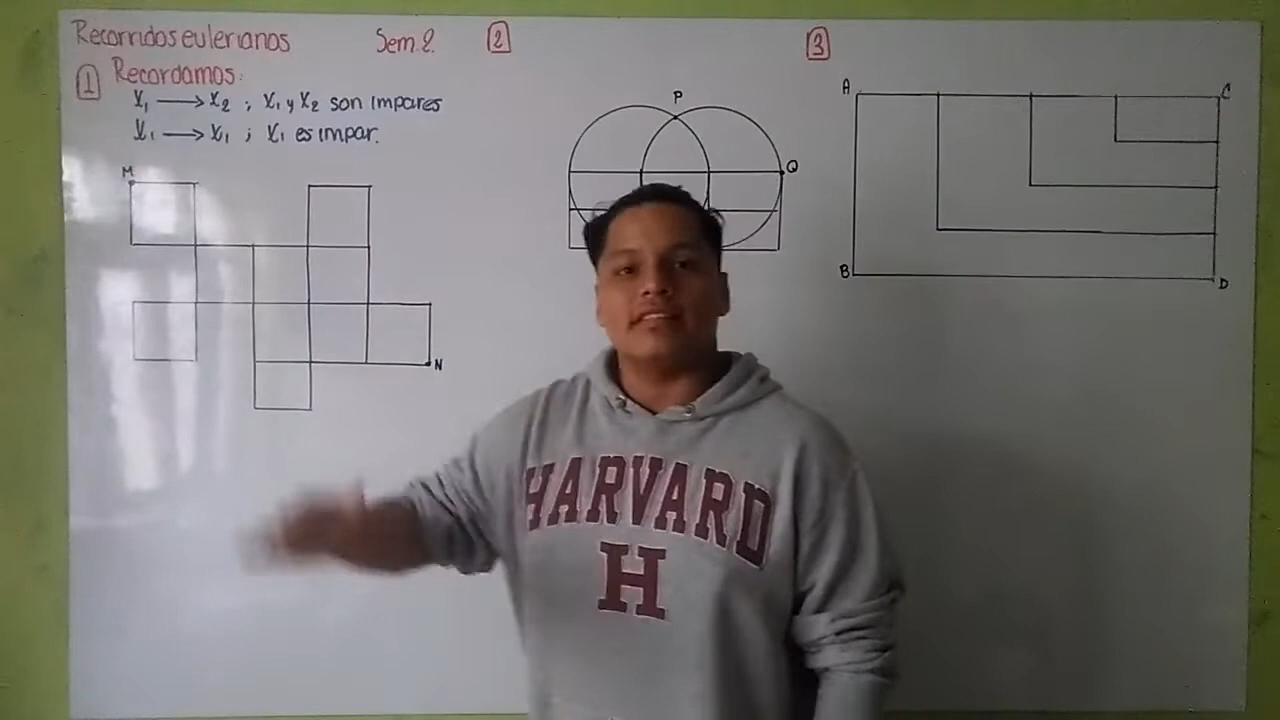 Recorridos eulerianos Sem. 2.
1 Recordamos:
X₁ → X₂ ; X₁ y X₂ son impares
X₁ → X₁ ; X₁ es impar.
M
N
2
P
Q
3
A
C
B
D
HARVARD
H